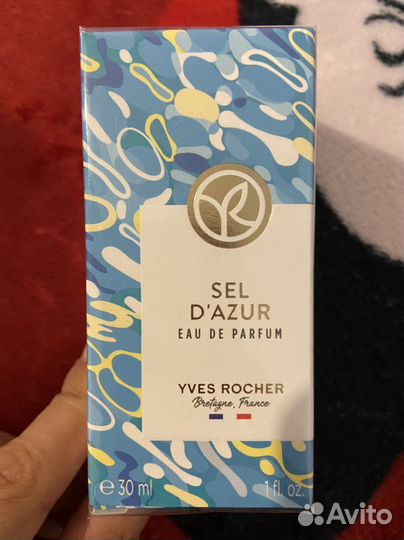 SEL
D'AZUR
EAU DE PARFUM
YVES ROCHER
Bretagne, France
℮30 ml 1 fl. oz.
Avito